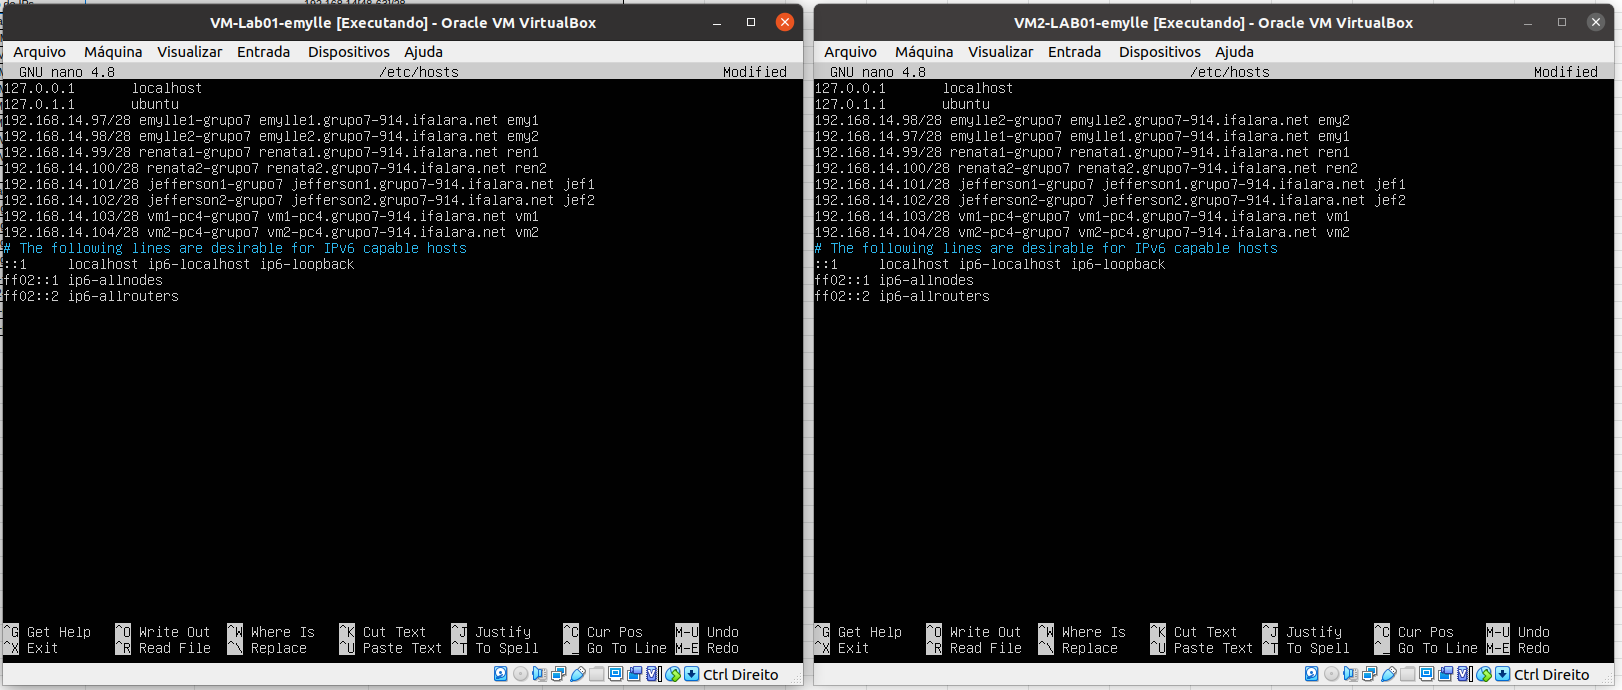 VM-Lab01-emylle [Executando] - Oracle VM VirtualBox
Arquivo Máquina Visualizar Entrada Dispositivos Ajuda
GNU nano 4.8 /etc/hosts Modified
127.0.0.1 localhost
127.0.1.1 ubuntu
192.168.14.97/28 emylle1-grupo7 emylle1.grupo7-914.ifalara.net emy1
192.168.14.98/28 emylle2-grupo7 emylle2.grupo7-914.ifalara.net emy2
192.168.14.99/28 renata1-grupo7 renata1.grupo7-914.ifalara.net ren1
192.168.14.100/28 renata2-grupo7 renata2.grupo7-914.ifalara.net ren2
192.168.14.101/28 jefferson1-grupo7 jefferson1.grupo7-914.ifalara.net jef1
192.168.14.102/28 jefferson2-grupo7 jefferson2.grupo7-914.ifalara.net jef2
192.168.14.103/28 vm1-pc4-grupo7 vm1-pc4.grupo7-914.ifalara.net vm1
192.168.14.104/28 vm2-pc4-grupo7 vm2-pc4.grupo7-914.ifalara.net vm2
# The following lines are desirable for IPv6 capable hosts
::1 localhost ip6-localhost ip6-loopback
ff02::1 ip6-allnodes
ff02::2 ip6-allrouters
^G Get Help ^O Write Out ^W Where Is ^K Cut Text ^J Justify ^C Cur Pos M-U Undo
^X Exit ^R Read File ^\ Replace ^U Paste Text ^T To Spell ^_ Go To Line M-E Redo
Ctrl Direito
VM2-LAB01-emylle [Executando] - Oracle VM VirtualBox
Arquivo Máquina Visualizar Entrada Dispositivos Ajuda
GNU nano 4.8 /etc/hosts Modified
127.0.0.1 localhost
127.0.1.1 ubuntu
192.168.14.98/28 emylle2-grupo7 emylle2.grupo7-914.ifalara.net emy2
192.168.14.97/28 emylle1-grupo7 emylle1.grupo7-914.ifalara.net emy1
192.168.14.99/28 renata1-grupo7 renata1.grupo7-914.ifalara.net ren1
192.168.14.100/28 renata2-grupo7 renata2.grupo7-914.ifalara.net ren2
192.168.14.101/28 jefferson1-grupo7 jefferson1.grupo7-914.ifalara.net jef1
192.168.14.102/28 jefferson2-grupo7 jefferson2.grupo7-914.ifalara.net jef2
192.168.14.103/28 vm1-pc4-grupo7 vm1-pc4.grupo7-914.ifalara.net vm1
192.168.14.104/28 vm2-pc4-grupo7 vm2-pc4.grupo7-914.ifalara.net vm2
# The following lines are desirable for IPv6 capable hosts
::1 localhost ip6-localhost ip6-loopback
ff02::1 ip6-allnodes
ff02::2 ip6-allrouters
^G Get Help ^O Write Out ^W Where Is ^K Cut Text ^J Justify ^C Cur Pos M-U Undo
^X Exit ^R Read File ^\ Replace ^U Paste Text ^T To Spell ^_ Go To Line M-E Redo
Ctrl Direito